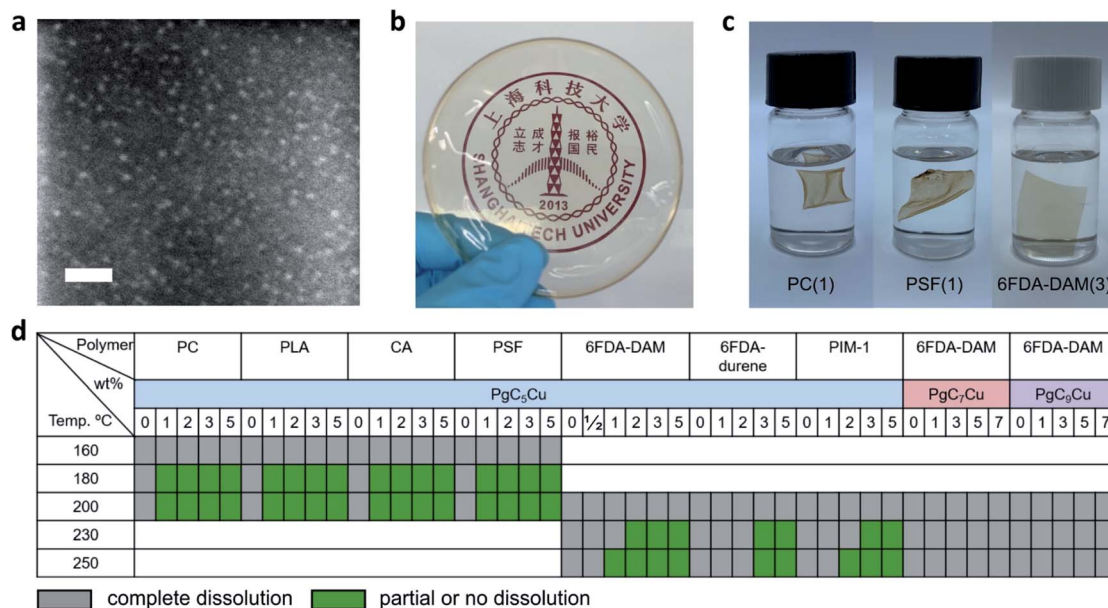 a
b
c
上海科技大学
立成 报裕
志才 国民
2013
SHANGHAITECH UNIVERSITY
PC(1)
PSF(1)
6FDA-DAM(3)
d
Polymer PC PLA CA PSF 6FDA-DAM 6FDA-durene PIM-1 6FDA-DAM 6FDA-DAM
wt% PgC₅Cu PgC₇Cu PgC₉Cu
Temp. ºC 0 1 2 3 5 0 1 2 3 5 0 1 2 3 5 0 1 2 3 5 0 ½ 1 2 3 5 0 1 2 3 5 0 1 2 3 5 0 1 3 5 7 0 1 3 5 7
160
180
200
230
250
complete dissolution partial or no dissolution